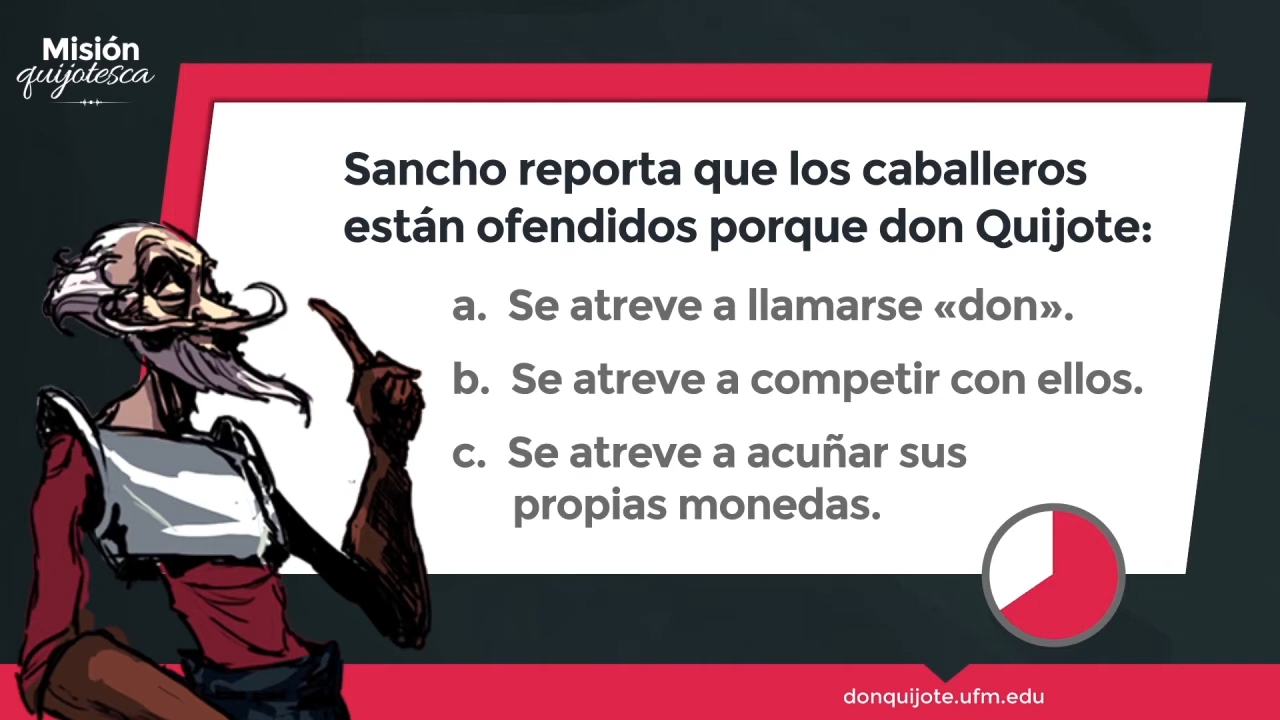 Misión
quijotesca
Sancho reporta que los caballeros
están ofendidos porque don Quijote:
a. Se atreve a llamarse «don».
b. Se atreve a competir con ellos.
c. Se atreve a acuñar sus
propias monedas.
donquijote.ufm.edu